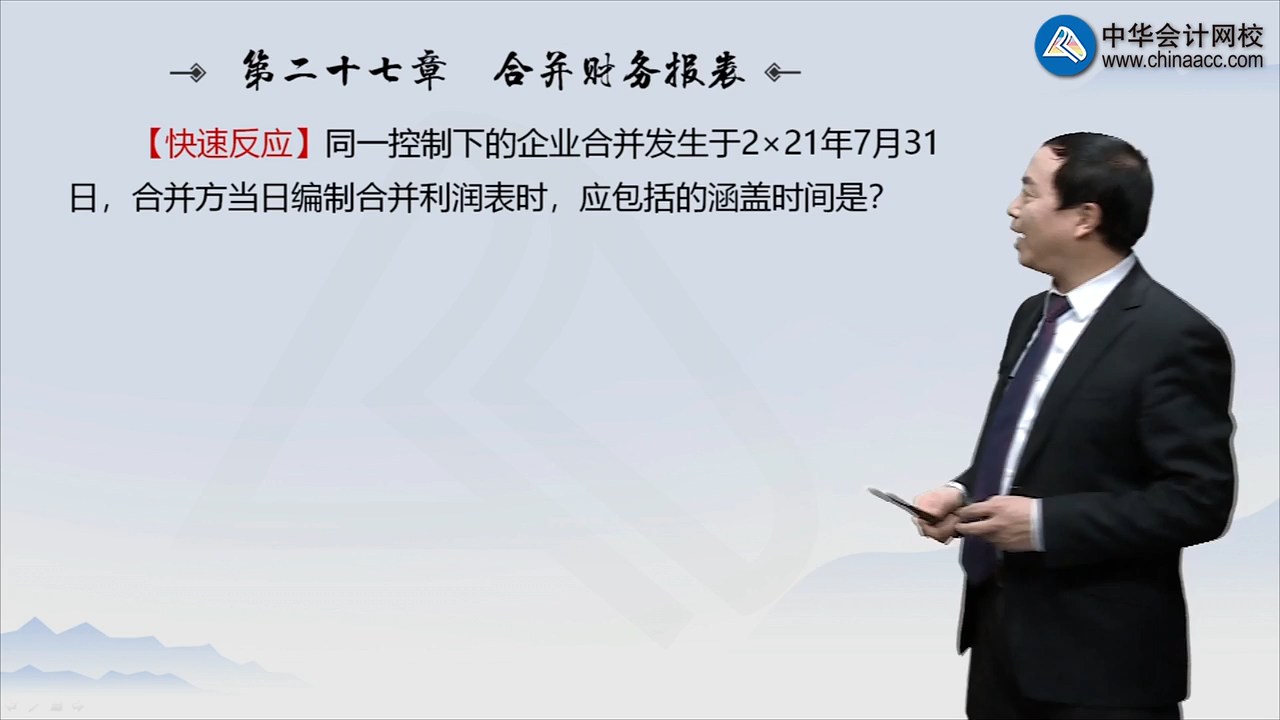 中华会计网校
www.chinaacc.com
第二十七章 合并财务报表
【快速反应】同一控制下的企业合并发生于2×21年7月31
日，合并方当日编制合并利润表时，应包括的涵盖时间是？